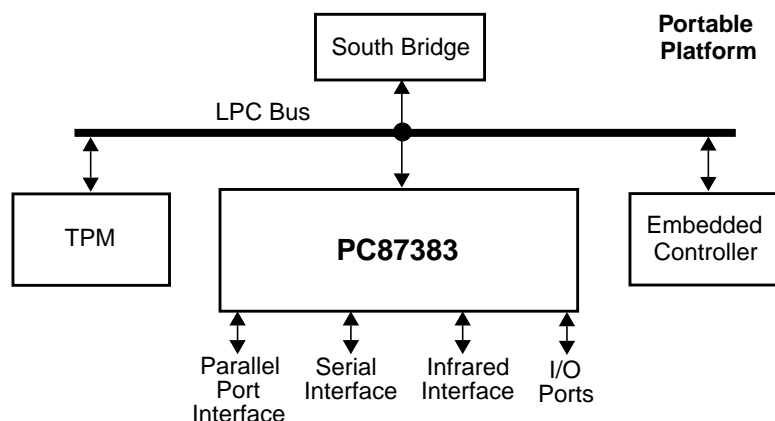 Portable
Platform
South Bridge
LPC Bus
TPM
PC87383
Embedded
Controller
Parallel
Port
Interface
Serial
Interface
Infrared
Interface
I/O
Ports